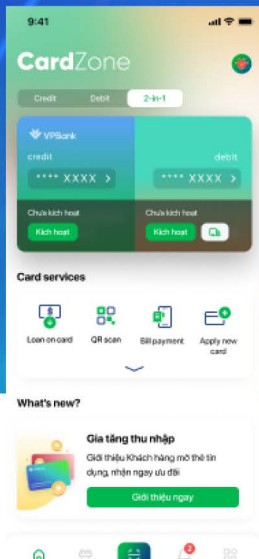 9:41
CardZone
Credit Debit 2-in-1
VPBank
credit debit
**** XXXX > **** XXXX >
Chưa kích hoạt Chưa kích hoạt
Kích hoạt Kích hoạt
Card services
Loan on card QR scan Bill payment Apply new card
What's new?
Gia tăng thu nhập
Giới thiệu Khách hàng mở thẻ tín
dụng, nhận ngay ưu đãi
Giới thiệu ngay
2